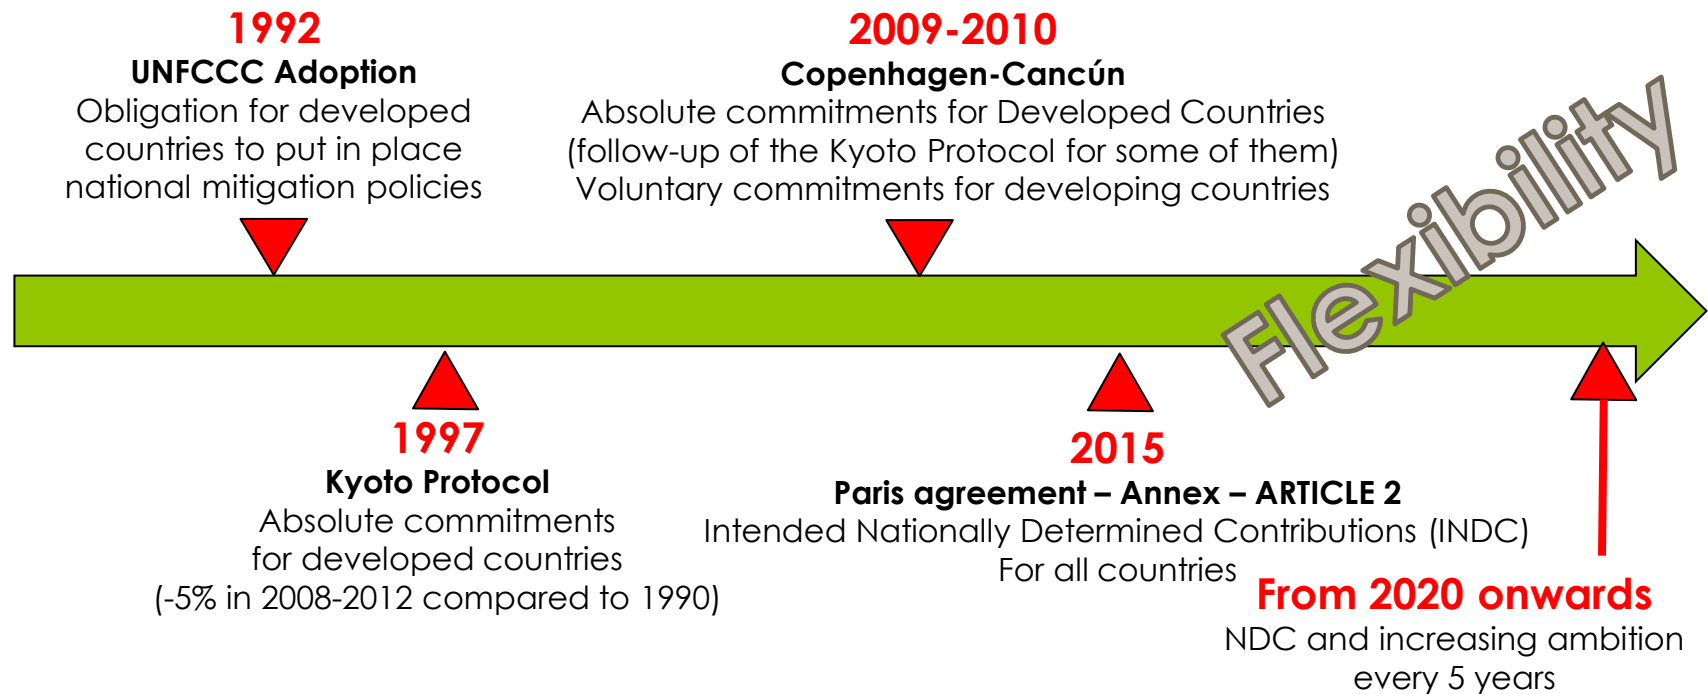 1992
UNFCCC Adoption
Obligation for developed
countries to put in place
national mitigation policies
2009-2010
Copenhagen-Cancún
Absolute commitments for Developed Countries
(follow-up of the Kyoto Protocol for some of them)
Voluntary commitments for developing countries
Flexibility
1997
Kyoto Protocol
Absolute commitments
for developed countries
(-5% in 2008-2012 compared to 1990)
2015
Paris agreement – Annex – ARTICLE 2
Intended Nationally Determined Contributions (INDC)
For all countries
From 2020 onwards
NDC and increasing ambition
every 5 years